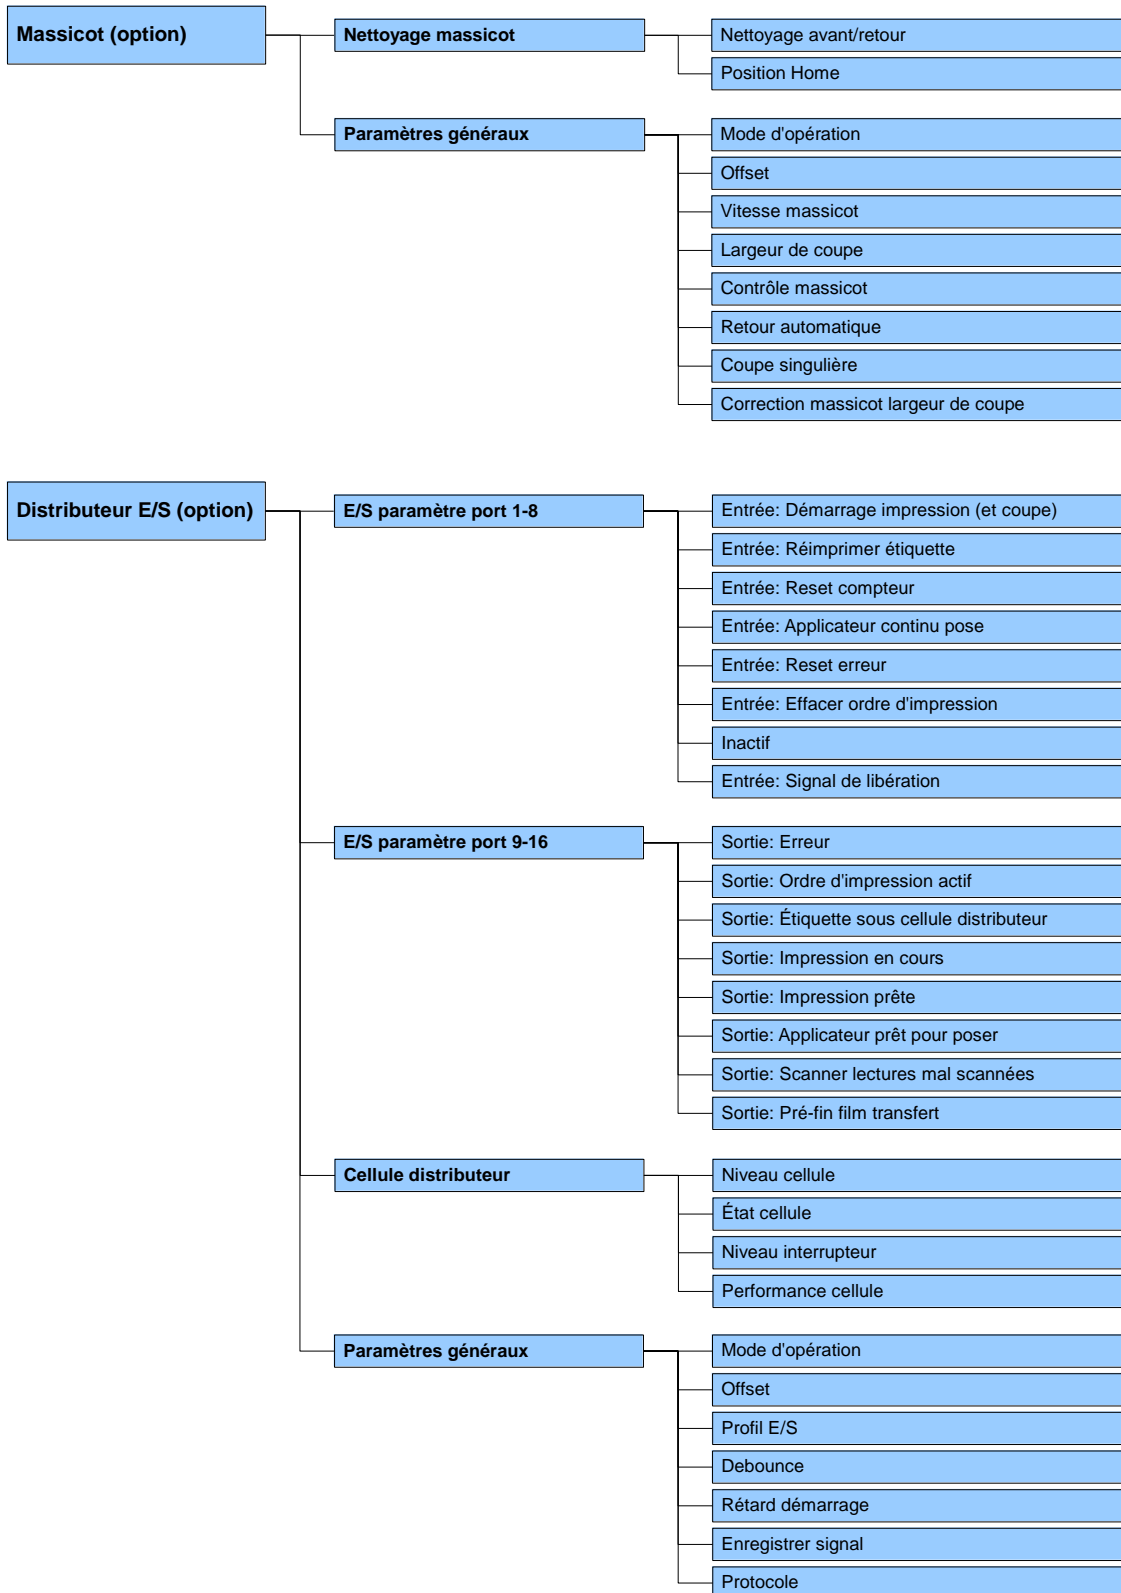 Massicot (option)
Nettoyage massicot
Nettoyage avant/retour
Position Home
Paramètres généraux
Mode d'opération
Offset
Vitesse massicot
Largeur de coupe
Contrôle massicot
Retour automatique
Coupe singulière
Correction massicot largeur de coupe
Distributeur E/S (option)
E/S paramètre port 1-8
Entrée: Démarrage impression (et coupe)
Entrée: Réimprimer étiquette
Entrée: Reset compteur
Entrée: Applicateur continu pose
Entrée: Reset erreur
Entrée: Effacer ordre d'impression
Inactif
Entrée: Signal de libération
E/S paramètre port 9-16
Sortie: Erreur
Sortie: Ordre d'impression actif
Sortie: Étiquette sous cellule distributeur
Sortie: Impression en cours
Sortie: Impression prête
Sortie: Applicateur prêt pour poser
Sortie: Scanner lectures mal scannées
Sortie: Pré-fin film transfert
Cellule distributeur
Niveau cellule
État cellule
Niveau interrupteur
Performance cellule
Paramètres généraux
Mode d'opération
Offset
Profil E/S
Debounce
Rétard démarrage
Enregistrer signal
Protocole